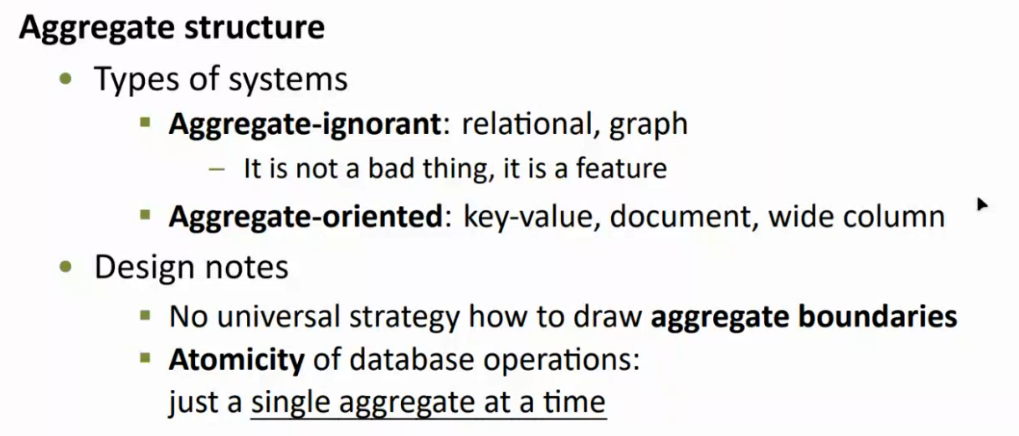 Aggregate structure
• Types of systems
▪ Aggregate-ignorant: relational, graph
– It is not a bad thing, it is a feature
▪ Aggregate-oriented: key-value, document, wide column
• Design notes
▪ No universal strategy how to draw aggregate boundaries
▪ Atomicity of database operations:
just a single aggregate at a time